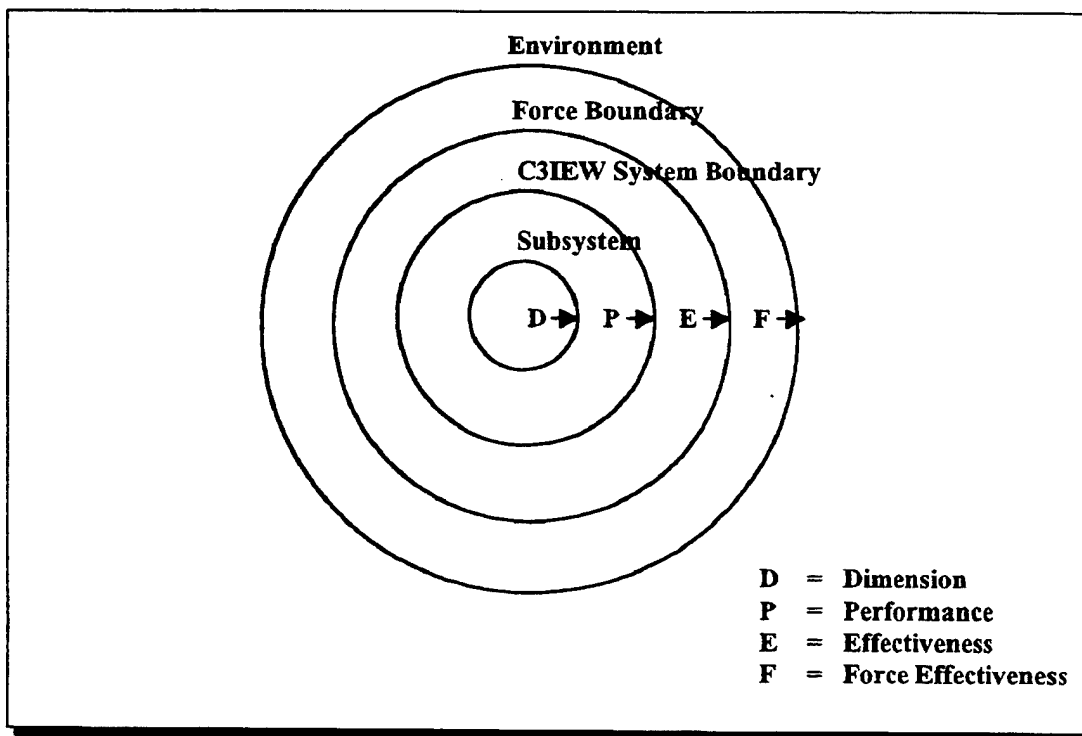 Environment
Force Boundary
C3IEW System Boundary
Subsystem
D P E F
D = Dimension
P = Performance
E = Effectiveness
F = Force Effectiveness